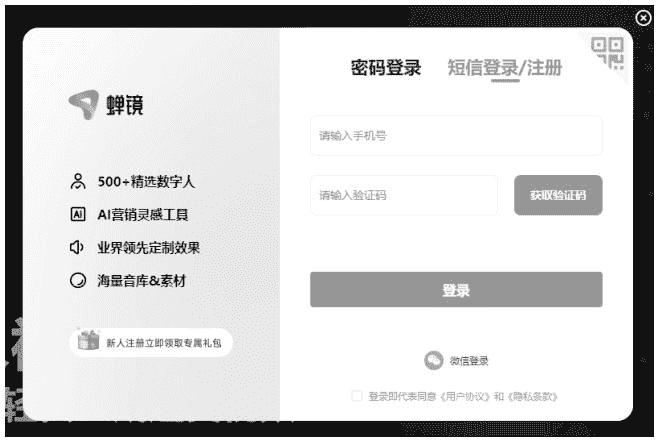 密码登录 短信登录/注册
蝉镜
请输入手机号
500+精选数字人
请输入验证码 获取验证码
AI营销灵感工具
业界领先定制效果
海量音库&素材
登录
新人注册立即领取专属礼包
微信登录
登录即代表同意《用户协议》和《隐私条款》